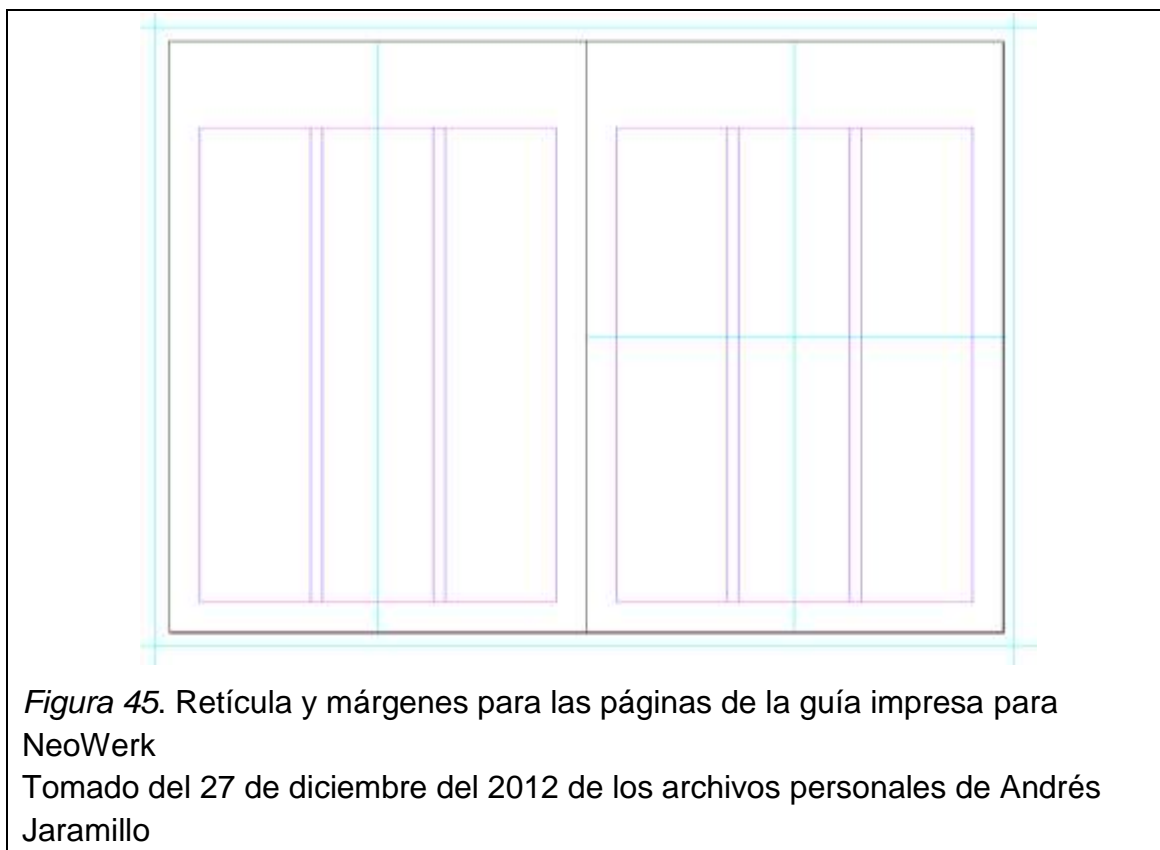 Figura 45. Retícula y márgenes para las páginas de la guía impresa para
NeoWerk
Tomado del 27 de diciembre del 2012 de los archivos personales de Andrés
Jaramillo